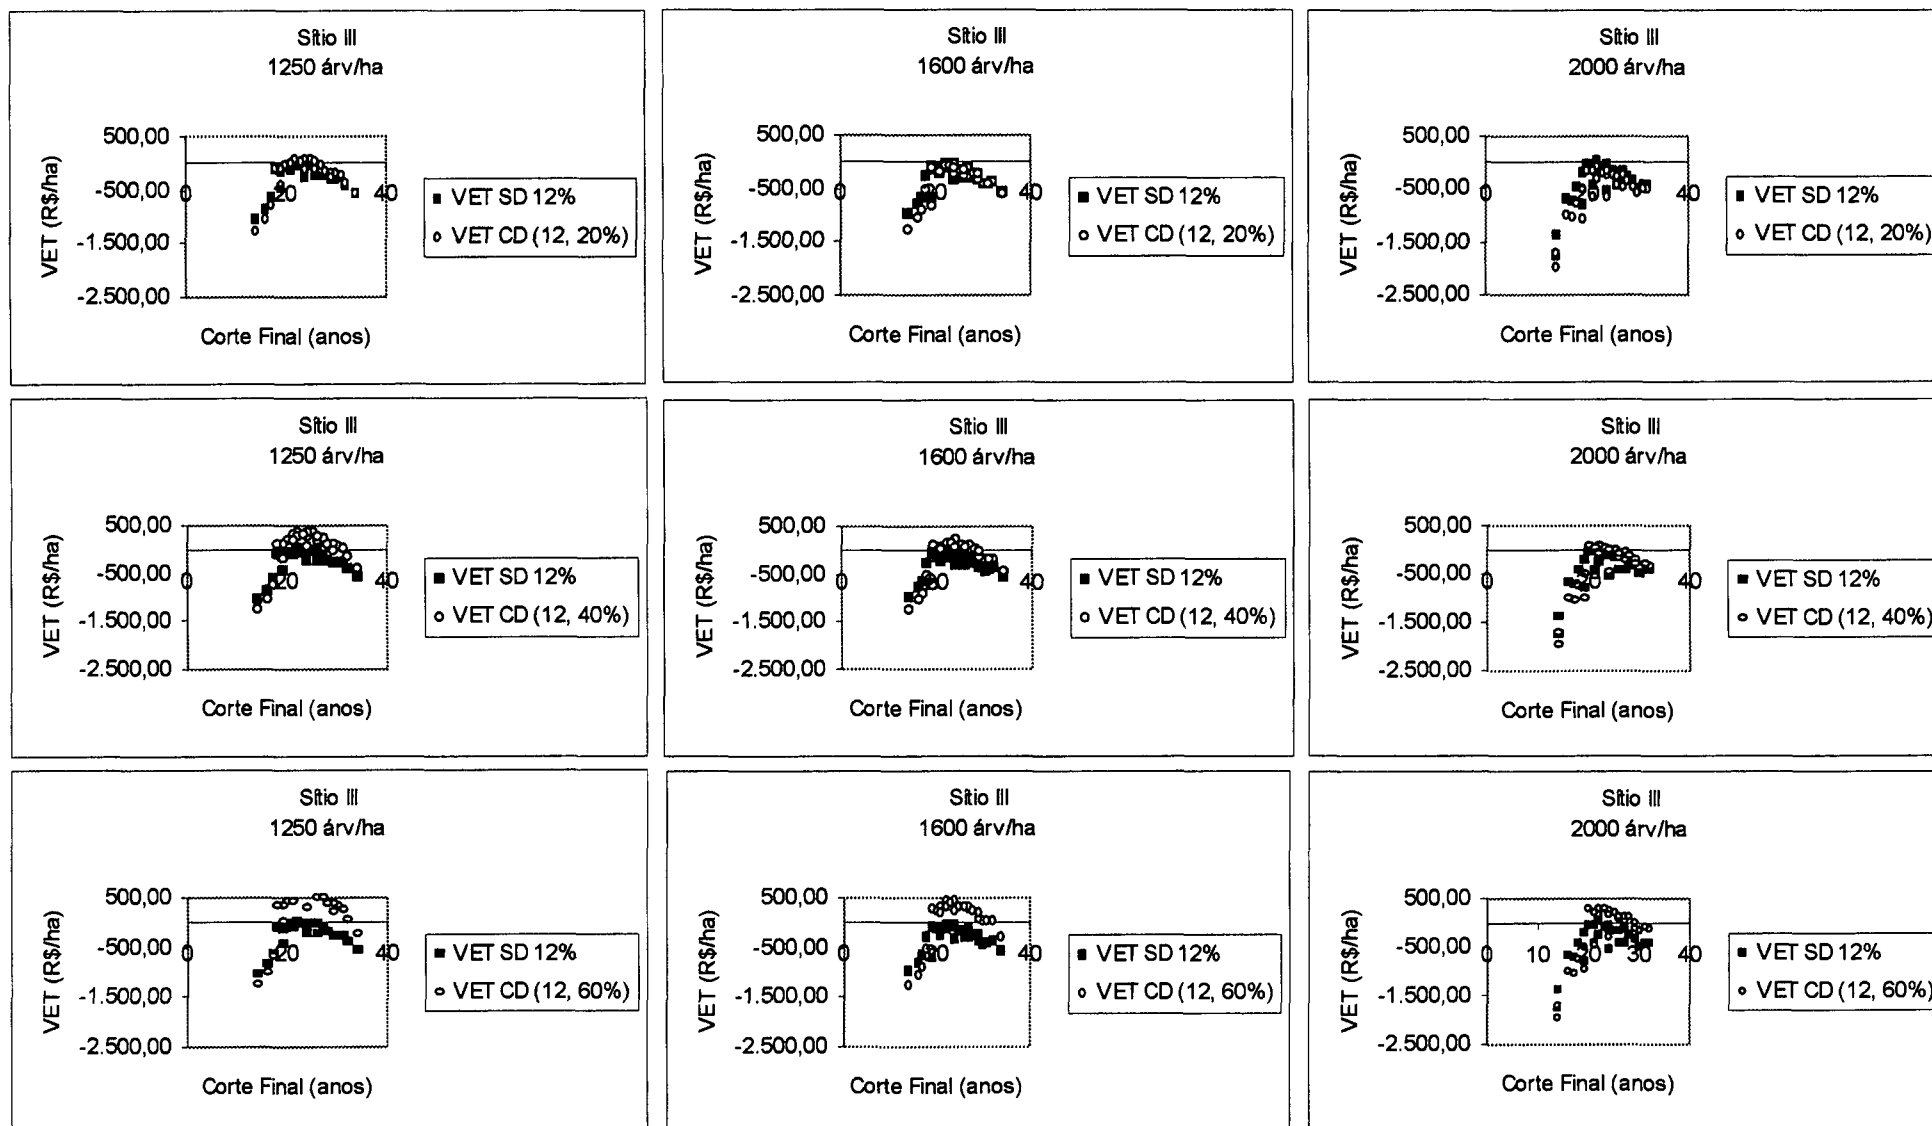 Sítio III
1250 árv/ha
VET (R$/ha)
500,00
-500,00
-1.500,00
-2.500,00
0
20
40
Corte Final (anos)
VET SD 12%
VET CD (12, 20%)
Sítio III
1600 árv/ha
VET (R$/ha)
500,00
-500,00
-1.500,00
-2.500,00
0
20
40
Corte Final (anos)
VET SD 12%
VET CD (12, 20%)
Sítio III
2000 árv/ha
VET (R$/ha)
500,00
-500,00
-1.500,00
-2.500,00
0
20
40
Corte Final (anos)
VET SD 12%
VET CD (12, 20%)
Sítio III
1250 árv/ha
VET (R$/ha)
500,00
-500,00
-1.500,00
-2.500,00
0
20
40
Corte Final (anos)
VET SD 12%
VET CD (12, 40%)
Sítio III
1600 árv/ha
VET (R$/ha)
500,00
-500,00
-1.500,00
-2.500,00
0
20
40
Corte Final (anos)
VET SD 12%
VET CD (12, 40%)
Sítio III
2000 árv/ha
VET (R$/ha)
500,00
-500,00
-1.500,00
-2.500,00
0
20
40
Corte Final (anos)
VET SD 12%
VET CD (12, 40%)
Sítio III
1250 árv/ha
VET (R$/ha)
500,00
-500,00
-1.500,00
-2.500,00
0
20
40
Corte Final (anos)
VET SD 12%
VET CD (12, 60%)
Sítio III
1600 árv/ha
VET (R$/ha)
500,00
-500,00
-1.500,00
-2.500,00
0
20
40
Corte Final (anos)
VET SD 12%
VET CD (12, 60%)
Sítio III
2000 árv/ha
VET (R$/ha)
500,00
-500,00
-1.500,00
-2.500,00
0
10
20
30
40
Corte Final (anos)
VET SD 12%
VET CD (12, 60%)